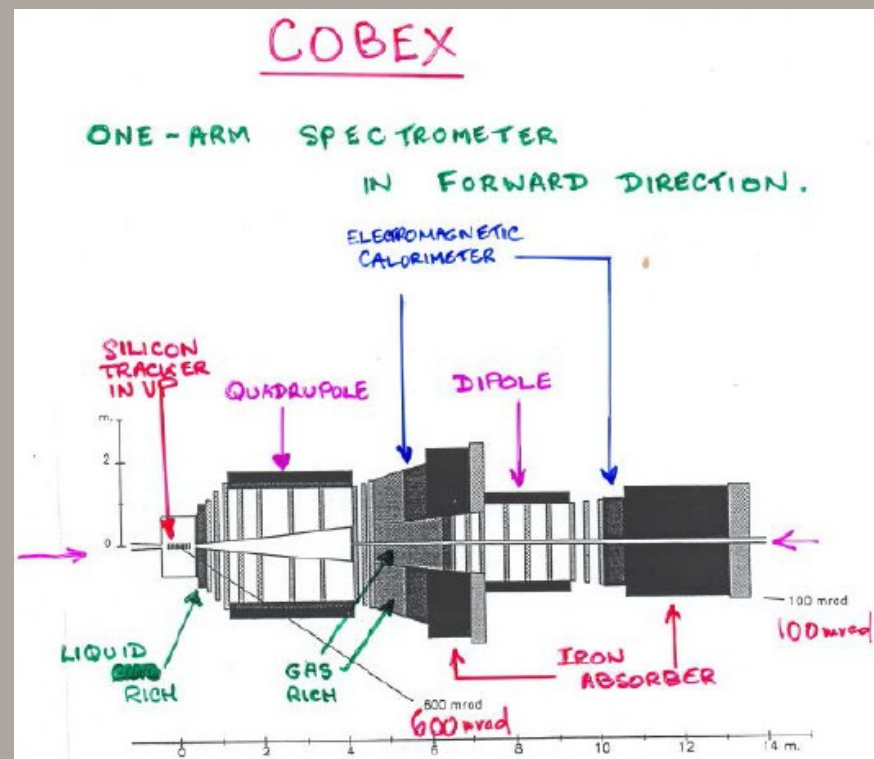 COBEX
ONE-ARM SPECTROMETER
IN FORWARD DIRECTION.
ELECTROMAGNETIC
CALORIMETER
SILICON
TRACKER
IN VP
QUADRUPOLE
DIPOLE
m.
2
0
LIQUID
RICH
GAS
RICH
IRON
ABSORBER
100 mrad
100 mrad
600 mrad
600 mrad
0 2 4 6 8 10 12 14 m.